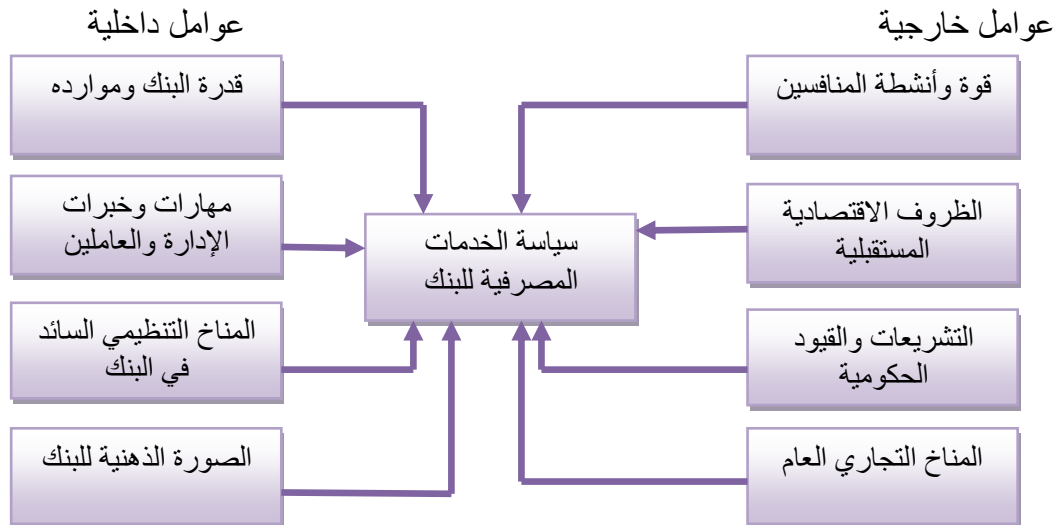 عوامل خارجية
عوامل داخلية
قوة وأنشطة المنافسين
قدرة البنك وموارده
الظروف الاقتصادية
المستقبلية
مهارات وخبرات
الإدارة والعاملين
سياسة الخدمات
المصرفية للبنك
التشريعات والقيود
الحكومية
المناخ التنظيمي السائد
في البنك
المناخ التجاري العام
الصورة الذهنية للبنك